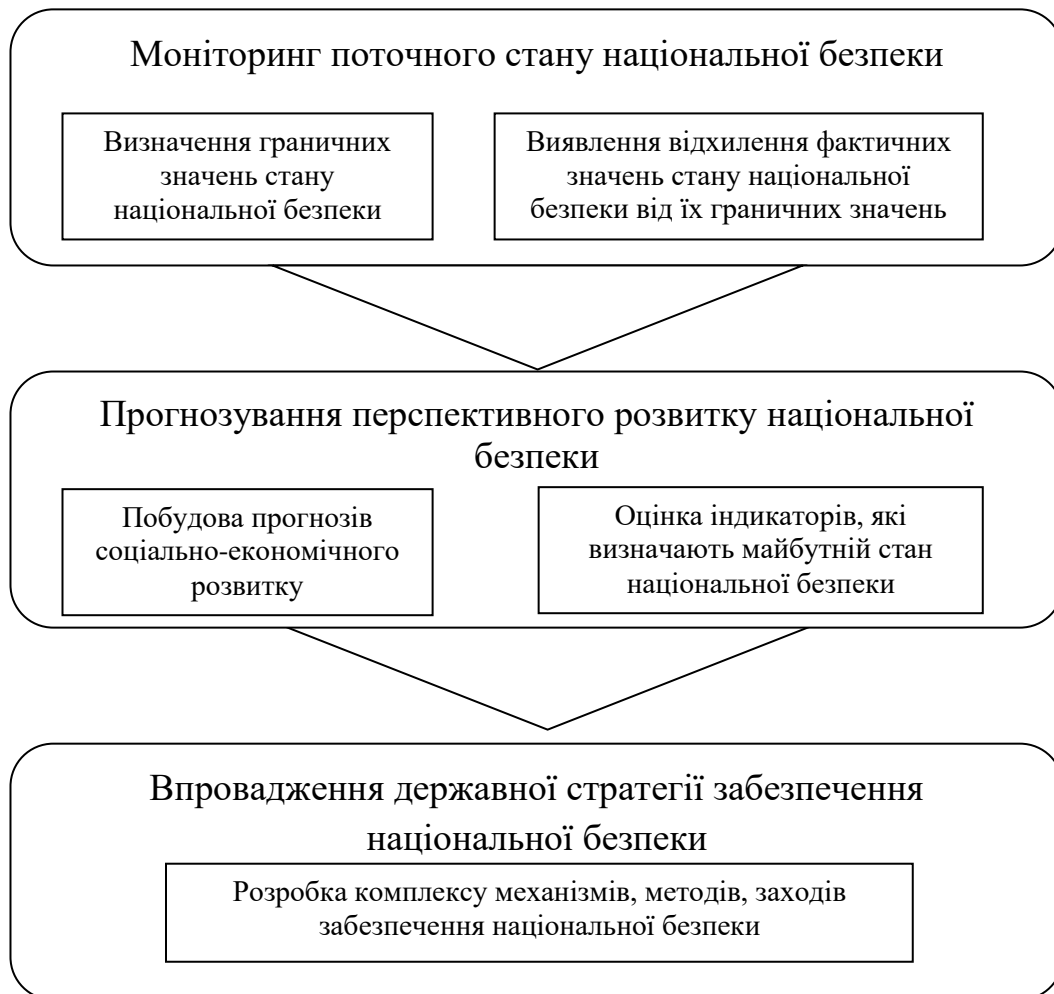 Моніторинг поточного стану національної безпеки
Визначення граничних
значень стану
національної безпеки
Виявлення відхилення фактичних
значень стану національної
безпеки від їх граничних значень
Прогнозування перспективного розвитку національної
безпеки
Побудова прогнозів
соціально-економічного
розвитку
Оцінка індикаторів, які
визначають майбутній стан
національної безпеки
Впровадження державної стратегії забезпечення
національної безпеки
Розробка комплексу механізмів, методів, заходів
забезпечення національної безпеки